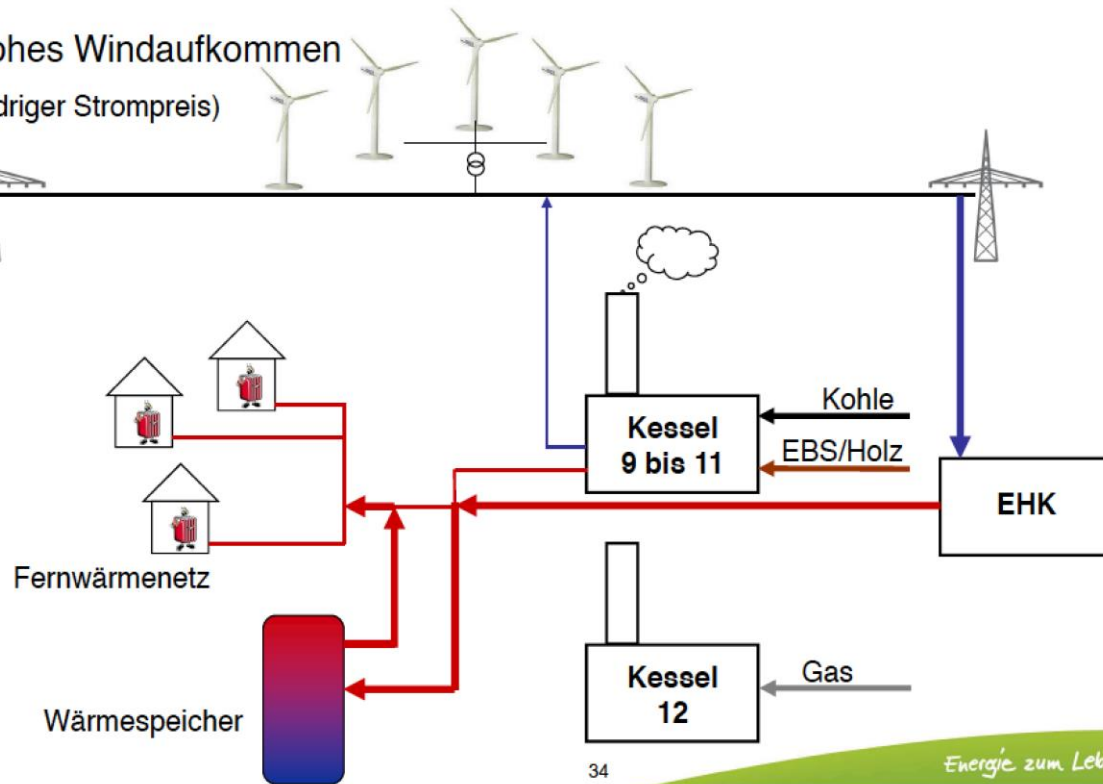 ohes Windaufkommen
driger Strompreis)
Kohle
Kessel
9 bis 11
EBS/Holz
EHK
Fernwärmenetz
Kessel
12
Gas
Wärmespeicher
34
Energie zum Leb